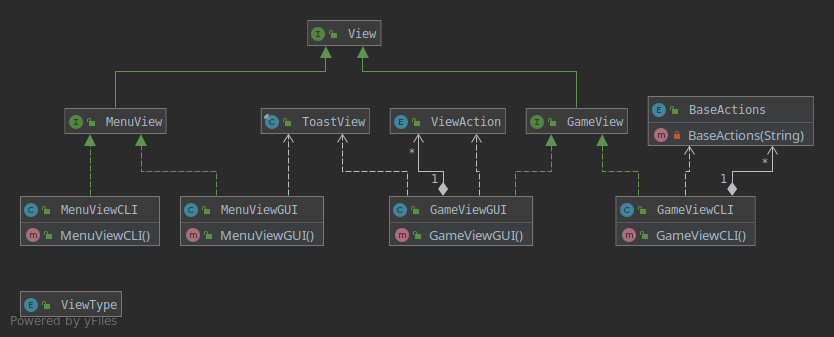 I View
I MenuView
C ToastView
E ViewAction
I GameView
E BaseActions
m BaseActions(String)
* 1
1 *
C MenuViewCLI
m MenuViewCLI()
C MenuViewGUI
m MenuViewGUI()
C GameViewGUI
m GameViewGUI()
C GameViewCLI
m GameViewCLI()
E ViewType
Powered by yFiles